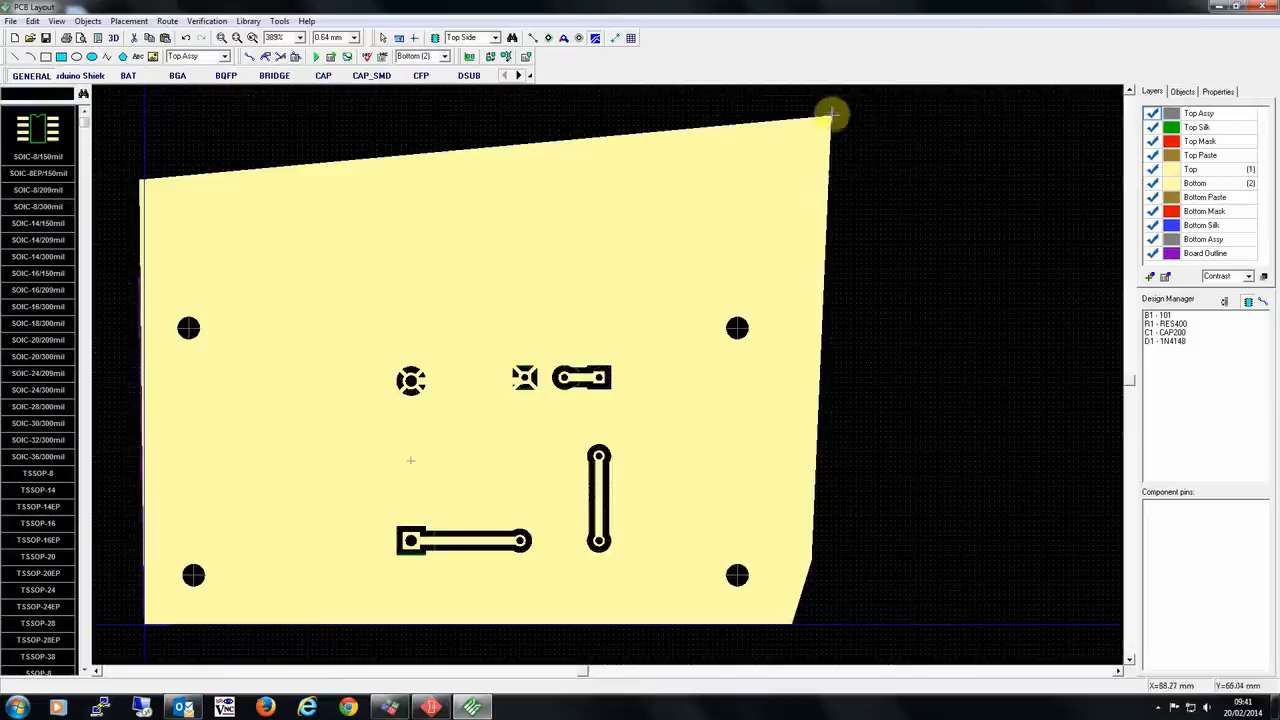 PCB Layout
File Edit View Objects Placement Route Verification Library Tools Help
3D 389% 0.64 mm Top Side
ABC Top Assy Bottom (2)
GENERAL rduino Shiek BAT BGA BQFP BRIDGE CAP CAP_SMD CFP DSUB
SOIC-8/150mil
SOIC-8EP/150mil
SOIC-8/209mil
SOIC-8/300mil
SOIC-14/150mil
SOIC-14/209mil
SOIC-14/300mil
SOIC-16/150mil
SOIC-16/209mil
SOIC-16/300mil
SOIC-18/300mil
SOIC-20/209mil
SOIC-20/300mil
SOIC-24/209mil
SOIC-24/300mil
SOIC-28/300mil
SOIC-30/300mil
SOIC-32/300mil
SOIC-36/300mil
TSSOP-8
TSSOP-14
TSSOP-14EP
TSSOP-16
TSSOP-16EP
TSSOP-20
TSSOP-20EP
TSSOP-24
TSSOP-24EP
TSSOP-28
TSSOP-28EP
TSSOP-38
Layers Objects Properties
Top Assy
Top Silk
Top Mask
Top Paste
Top (1)
Bottom (2)
Bottom Paste
Bottom Mask
Bottom Silk
Bottom Assy
Board Outline
Contrast
Design Manager
B1 - 101
R1 - RES400
C1 - CAP200
D1 - 1N4148
Component pins:
X=88.27 mm Y=66.04 mm
VNC
09:41
20/02/2014